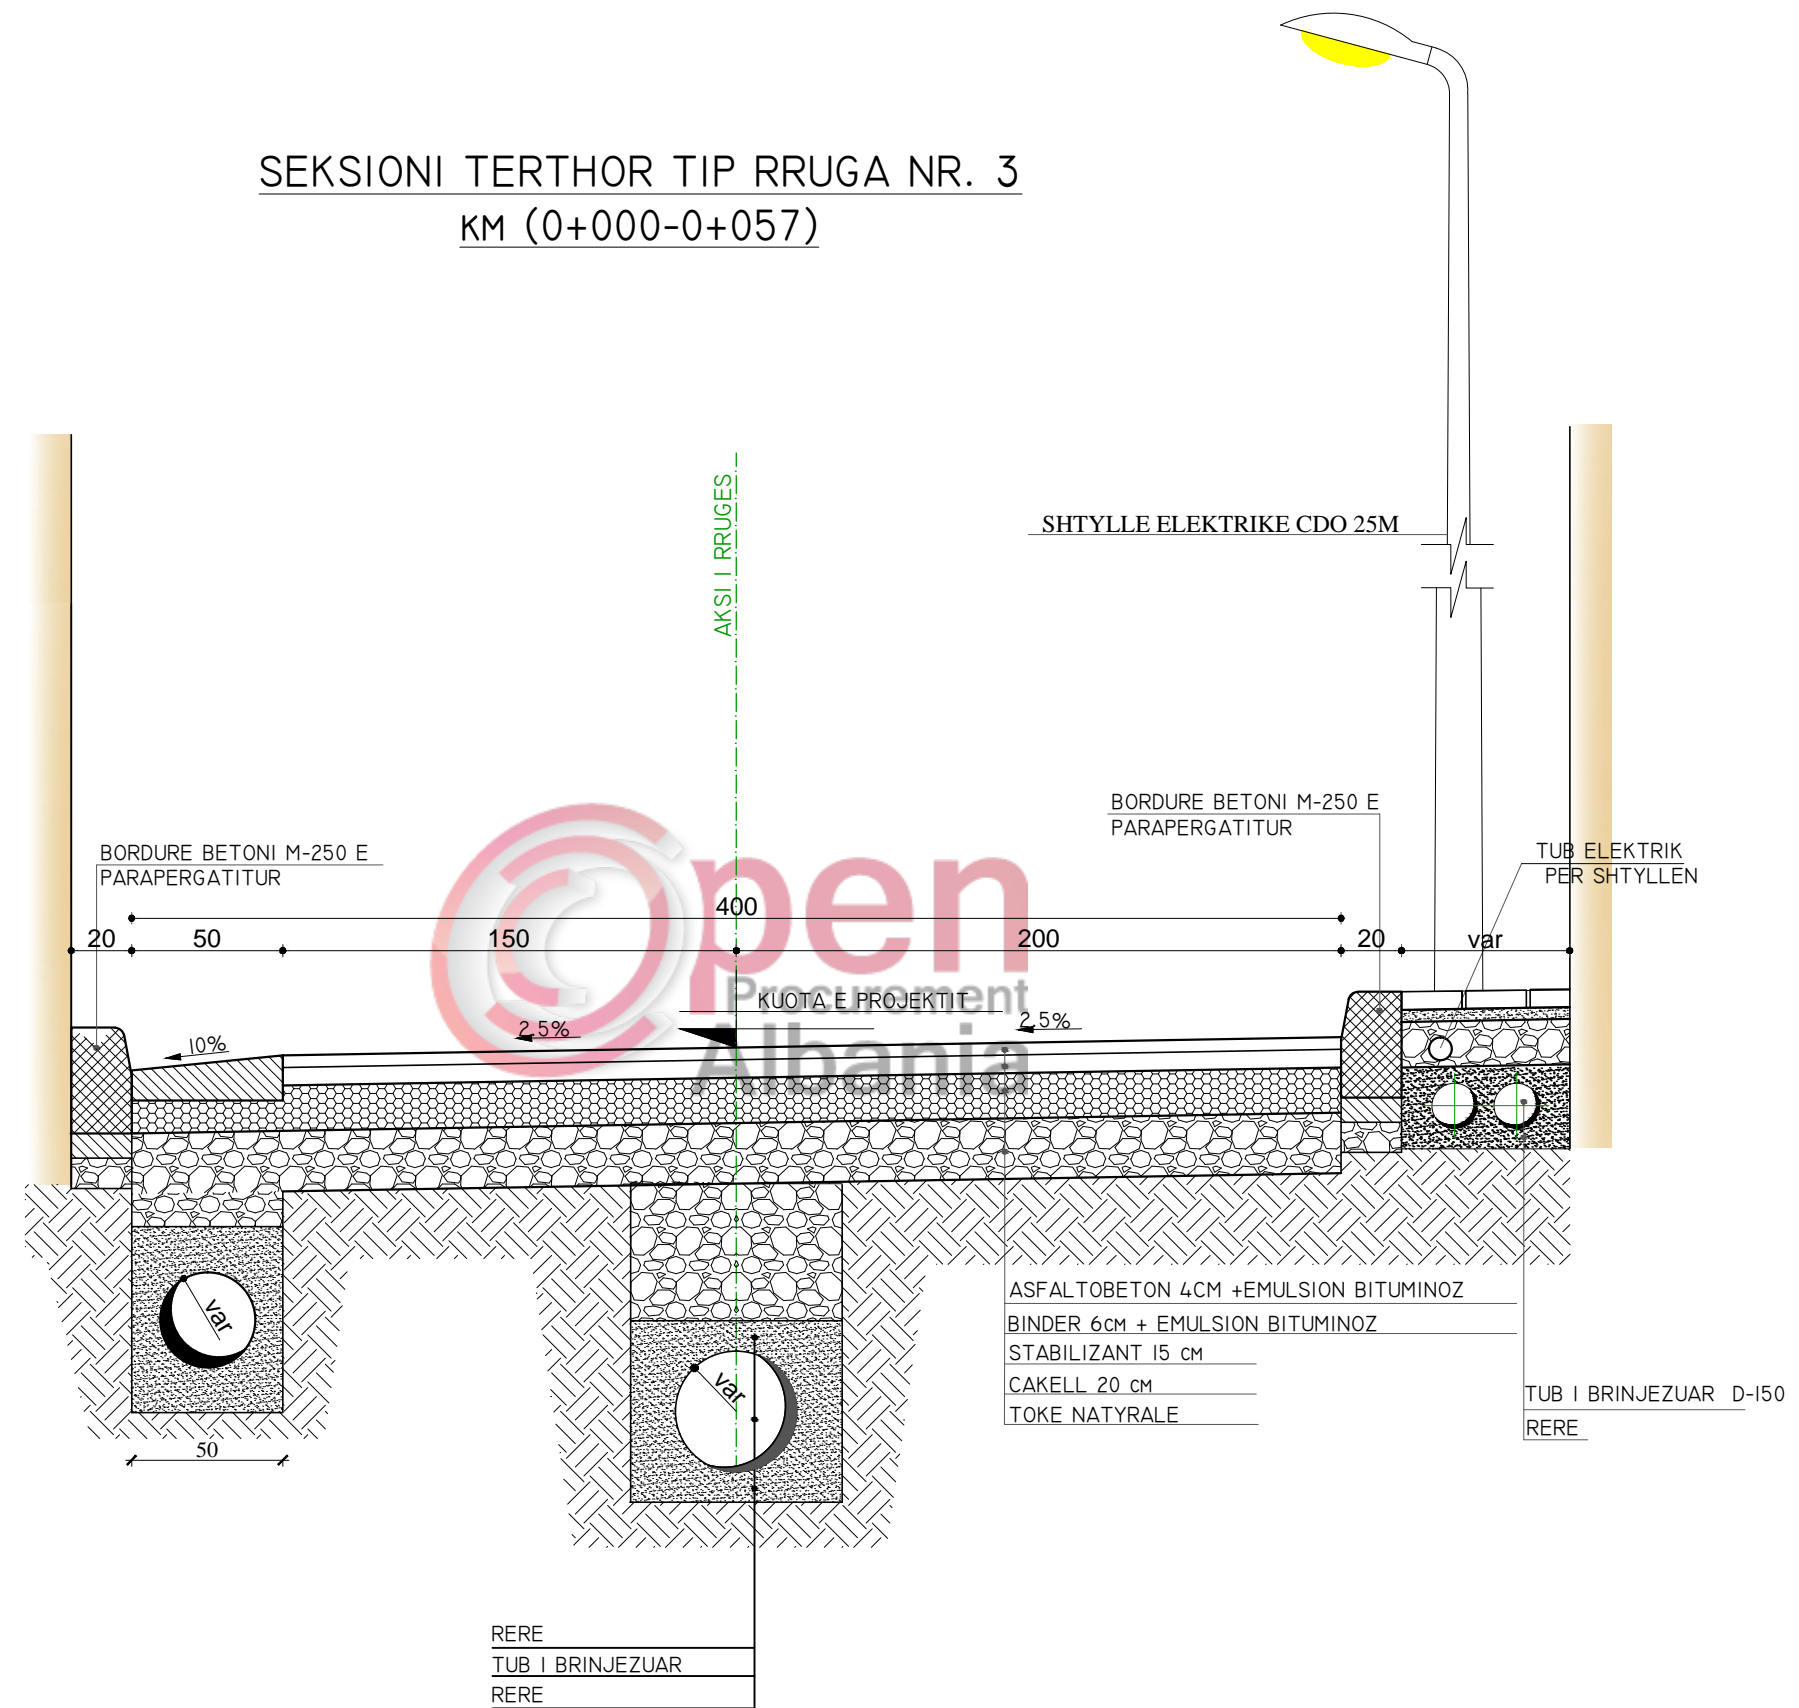 SEKSIONI TERTHOR TIP RRUGA NR. 3
KM (0+000-0+057)
AKSI I RRUGES
SHTYLLE ELEKTRIKE CDO 25M
BORDURE BETONI M-250 E
PARAPERGATITUR
BORDURE BETONI M-250 E
PARAPERGATITUR
TUB ELEKTRIK
PER SHTYLLEN
400
20
50
150
200
20
var
Open
Procurement
Albania
KUOTA E PROJEKTIT
10%
2.5%
2.5%
var
var
50
ASFALTOBETON 4CM +EMULSION BITUMINOZ
BINDER 6CM + EMULSION BITUMINOZ
STABILIZANT 15 CM
CAKELL 20 CM
TOKE NATYRALE
TUB I BRINJEZUAR D-150
RERE
RERE
TUB I BRINJEZUAR
RERE